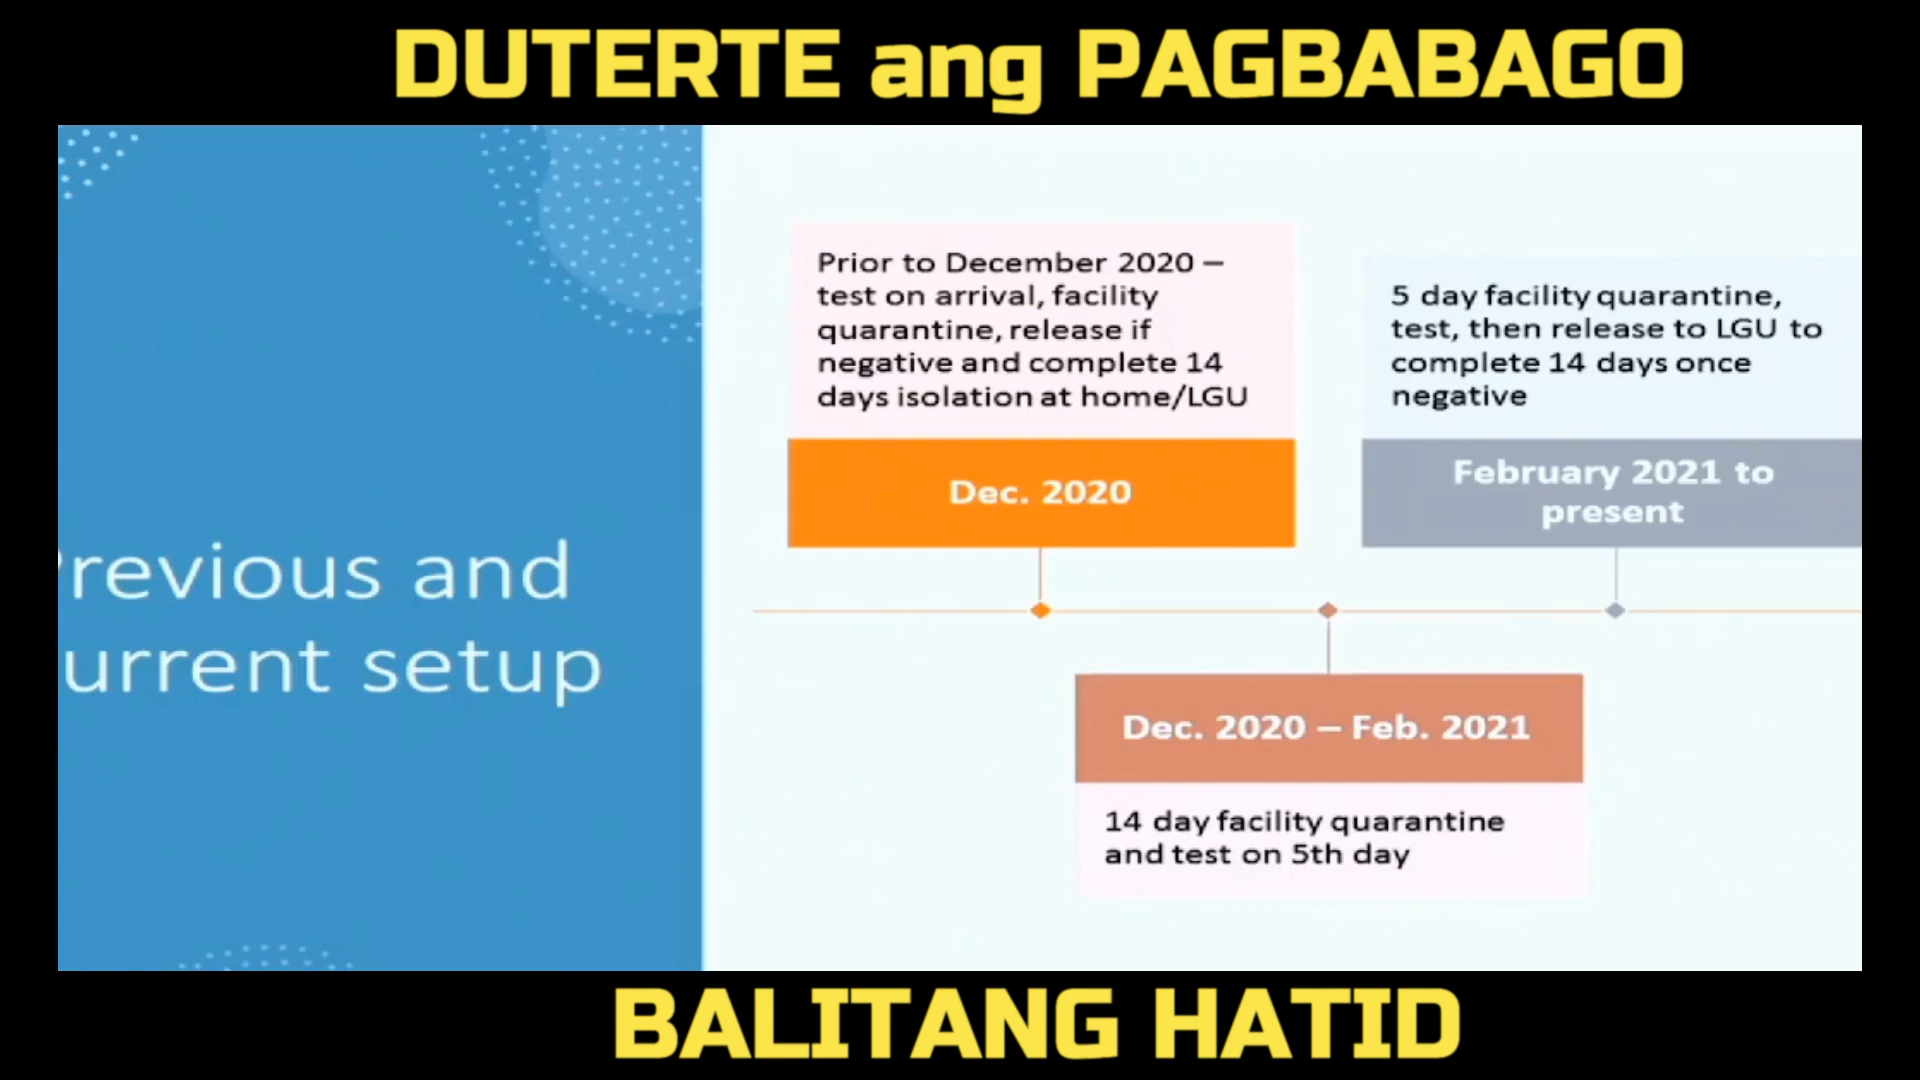 DUTERTE ang PAGBABAGO
revious and
urrent setup
Prior to December 2020 –
test on arrival, facility
quarantine, release if
negative and complete 14
days isolation at home/LGU
Dec. 2020
5 day facility quarantine,
test, then release to LGU to
complete 14 days once
negative
February 2021 to
present
Dec. 2020 – Feb. 2021
14 day facility quarantine
and test on 5th day
BALITANG HATID